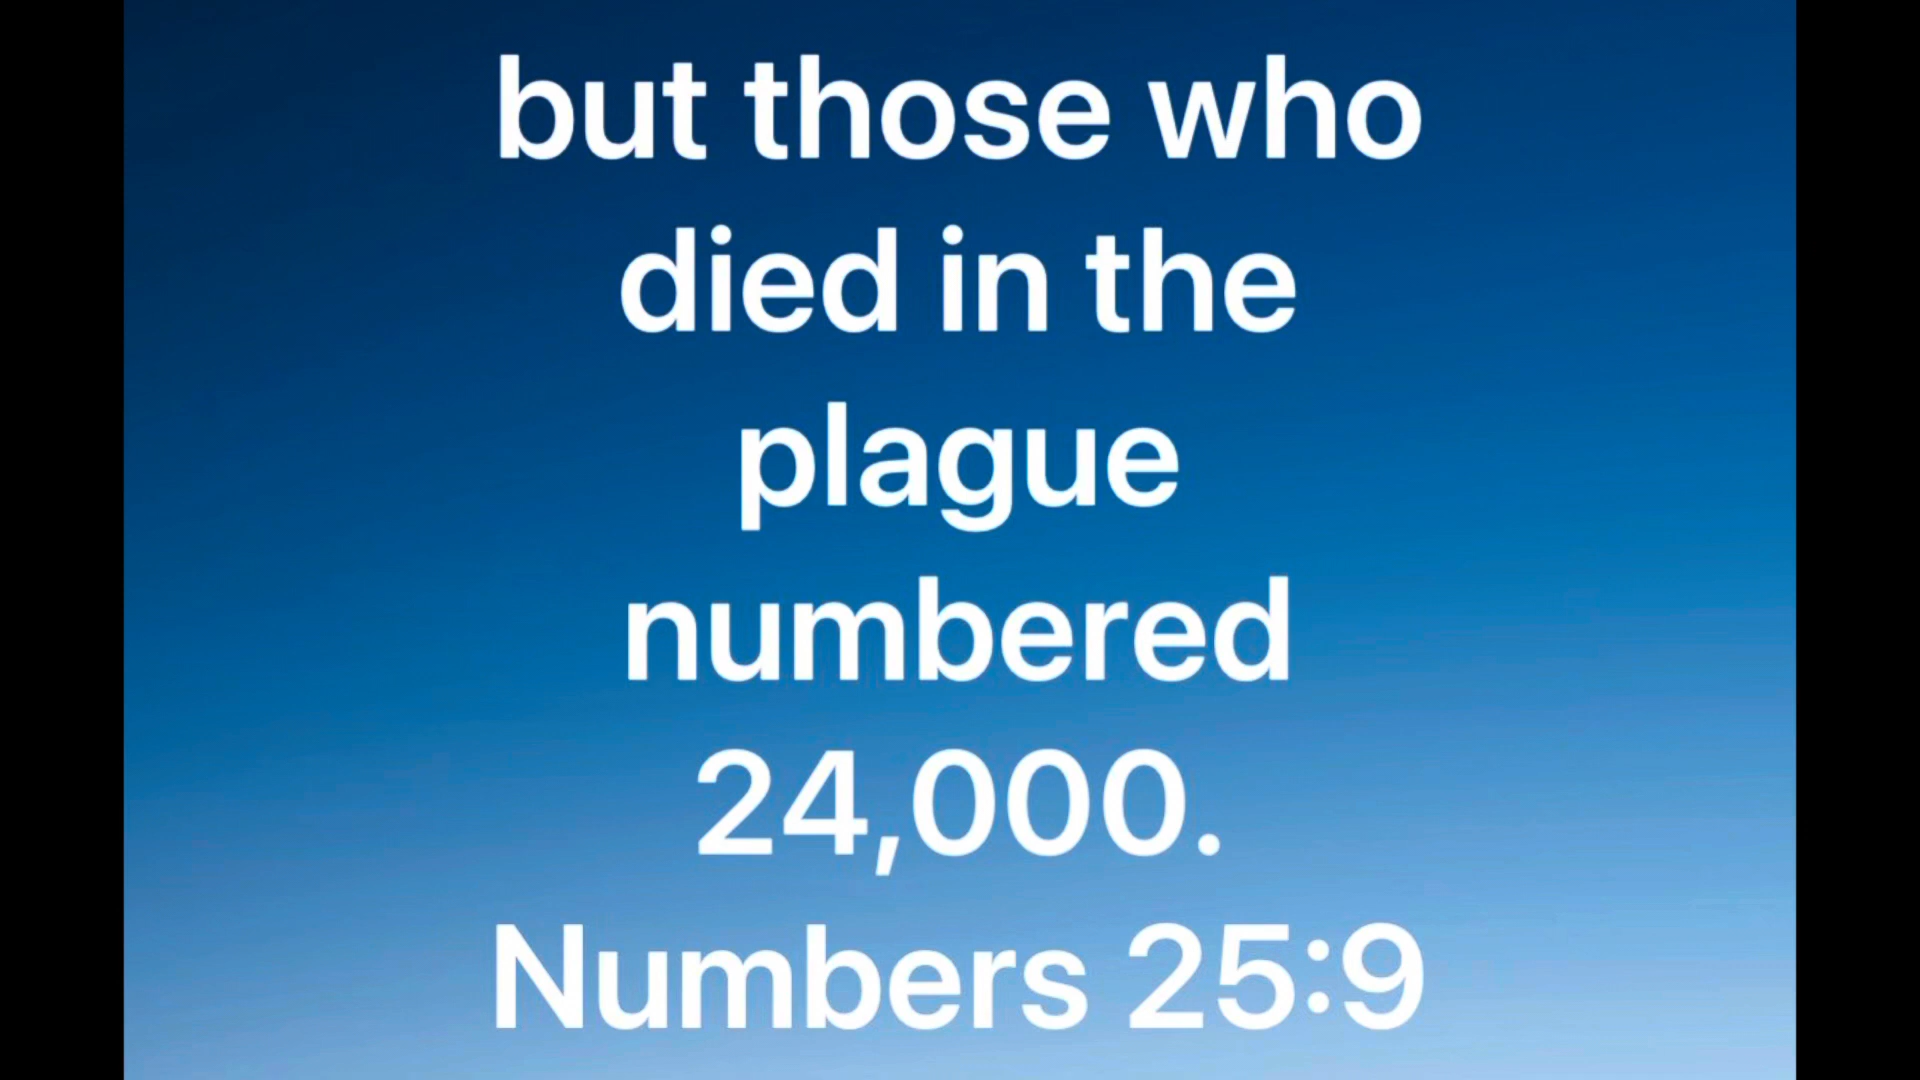 but those who
died in the
plague
numbered
24,000.
Numbers 25:9